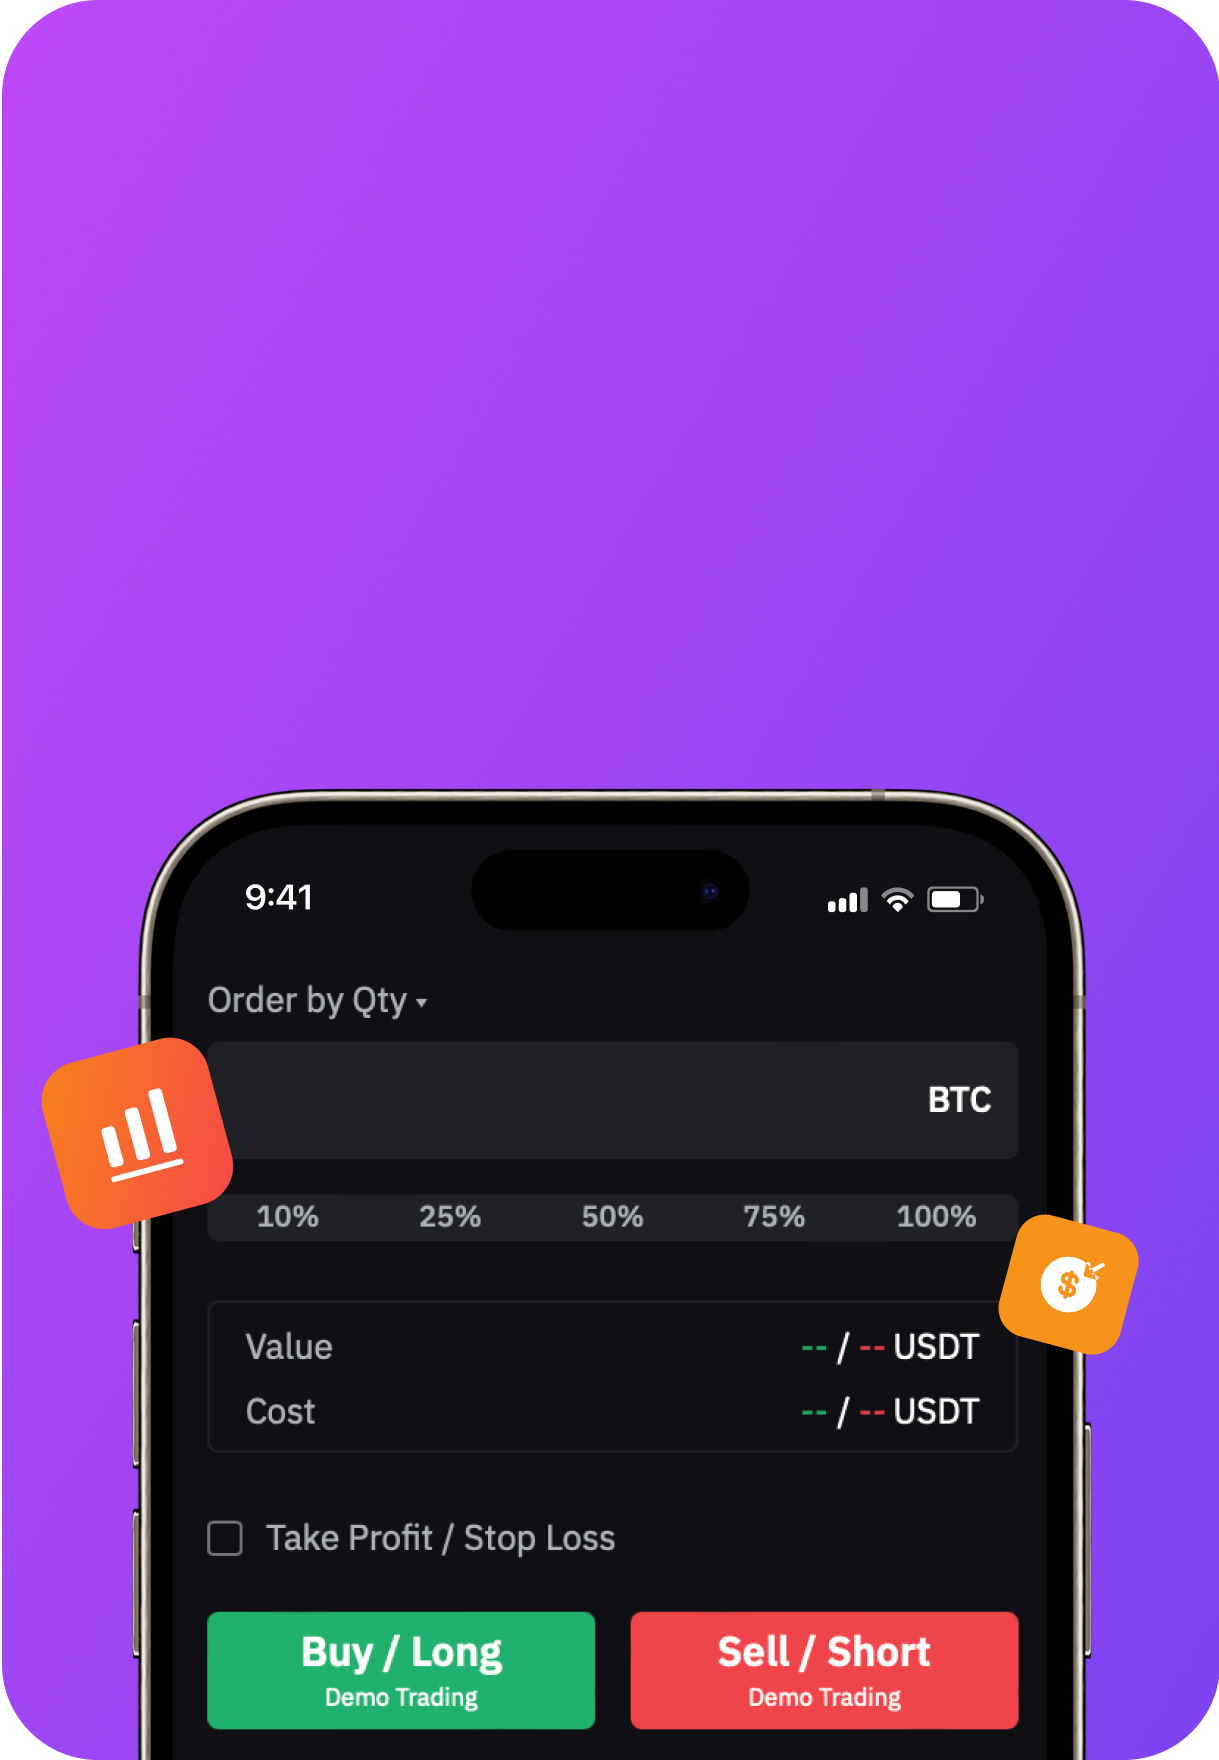 9:41
Order by Qty
BTC
10% 25% 50% 75% 100%
Value -- / -- USDT
Cost -- / -- USDT
Take Profit / Stop Loss
Buy / Long
Demo Trading
Sell / Short
Demo Trading
$